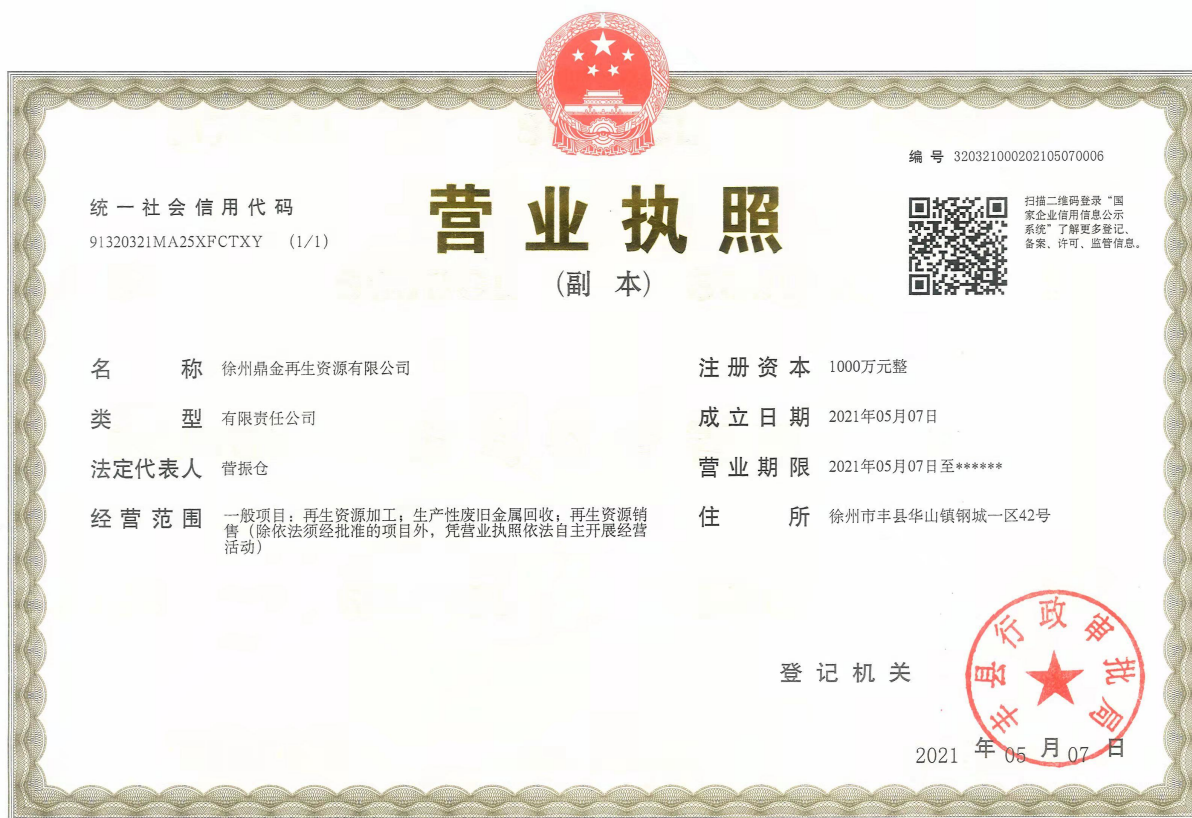 编号 320321000202105070006
统一社会信用代码
91320321MA25XFCTXY (1/1)
营业执照
(副本)
扫描二维码登录“国
家企业信用信息公示
系统”了解更多登记、
备案、许可、监管信息。
名称 徐州鼎金再生资源有限公司
类型 有限责任公司
法定代表人 菅振仓
经营范围 一般项目：再生资源加工；生产性废旧金属回收；再生资源销
售（除依法须经批准的项目外，凭营业执照依法自主开展经营
活动）
注册资本 1000万元整
成立日期 2021年05月07日
营业期限 2021年05月07日至******
住所 徐州市丰县华山镇钢城一区42号
登记机关
丰县行政审批局
2021年05月07日